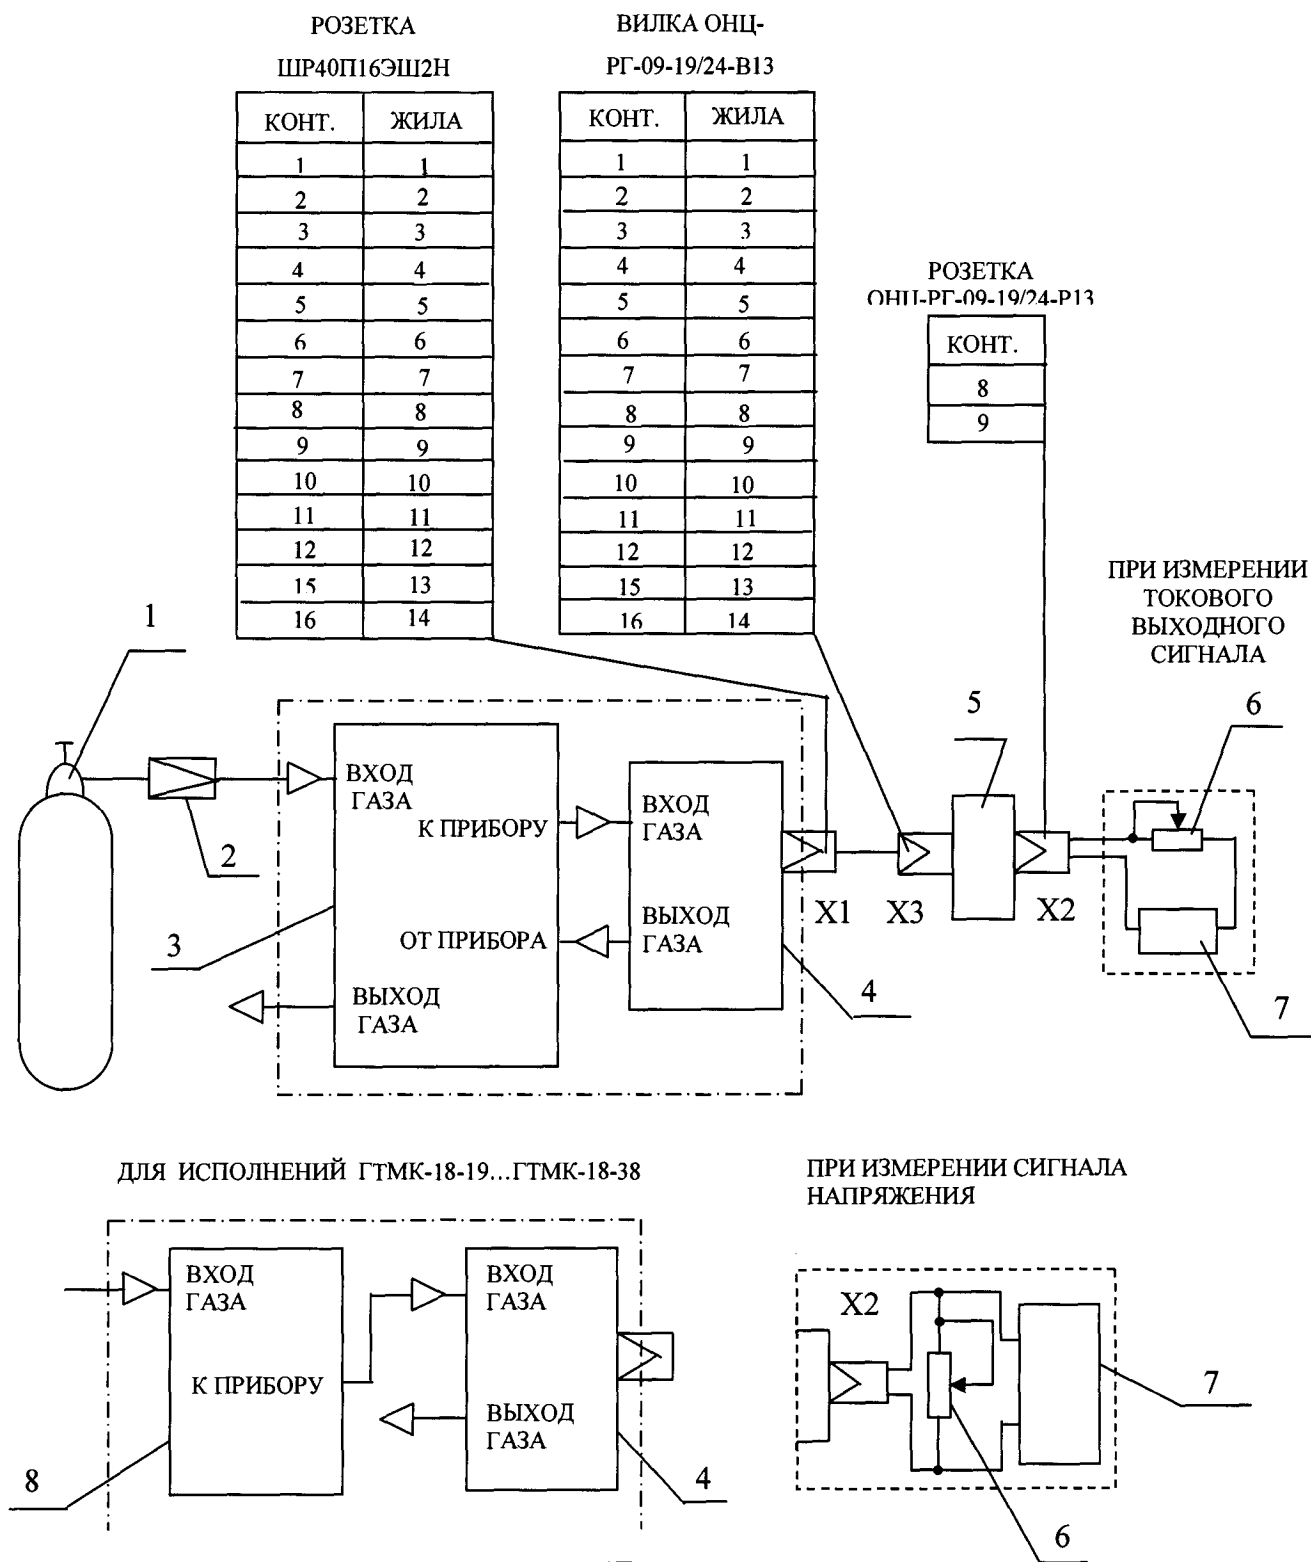 РОЗЕТКА
ШР40П16ЭШ2Н
КОНТ. ЖИЛА
1 1
2 2
3 3
4 4
5 5
6 6
7 7
8 8
9 9
10 10
11 11
12 12
15 13
16 14
ВИЛКА ОНЦ-
РГ-09-19/24-В13
КОНТ. ЖИЛА
1 1
2 2
3 3
4 4
5 5
6 6
7 7
8 8
9 9
10 10
11 11
12 12
15 13
16 14
РОЗЕТКА
ОНЦ-РГ-09-19/24-Р13
КОНТ.
8
9
ПРИ ИЗМЕРЕНИИ
ТОКОВОГО
ВЫХОДНОГО
СИГНАЛА
1
2
3
ВХОД
ГАЗА
К ПРИБОРУ
ОТ ПРИБОРА
ВЫХОД
ГАЗА
ВХОД
ГАЗА
ВЫХОД
ГАЗА
4
X1
X3
5
X2
6
7
ДЛЯ ИСПОЛНЕНИЙ ГТМК-18-19...ГТМК-18-38
ВХОД
ГАЗА
К ПРИБОРУ
8
ВХОД
ГАЗА
ВЫХОД
ГАЗА
4
ПРИ ИЗМЕРЕНИИ СИГНАЛА
НАПРЯЖЕНИЯ
X2
7
6